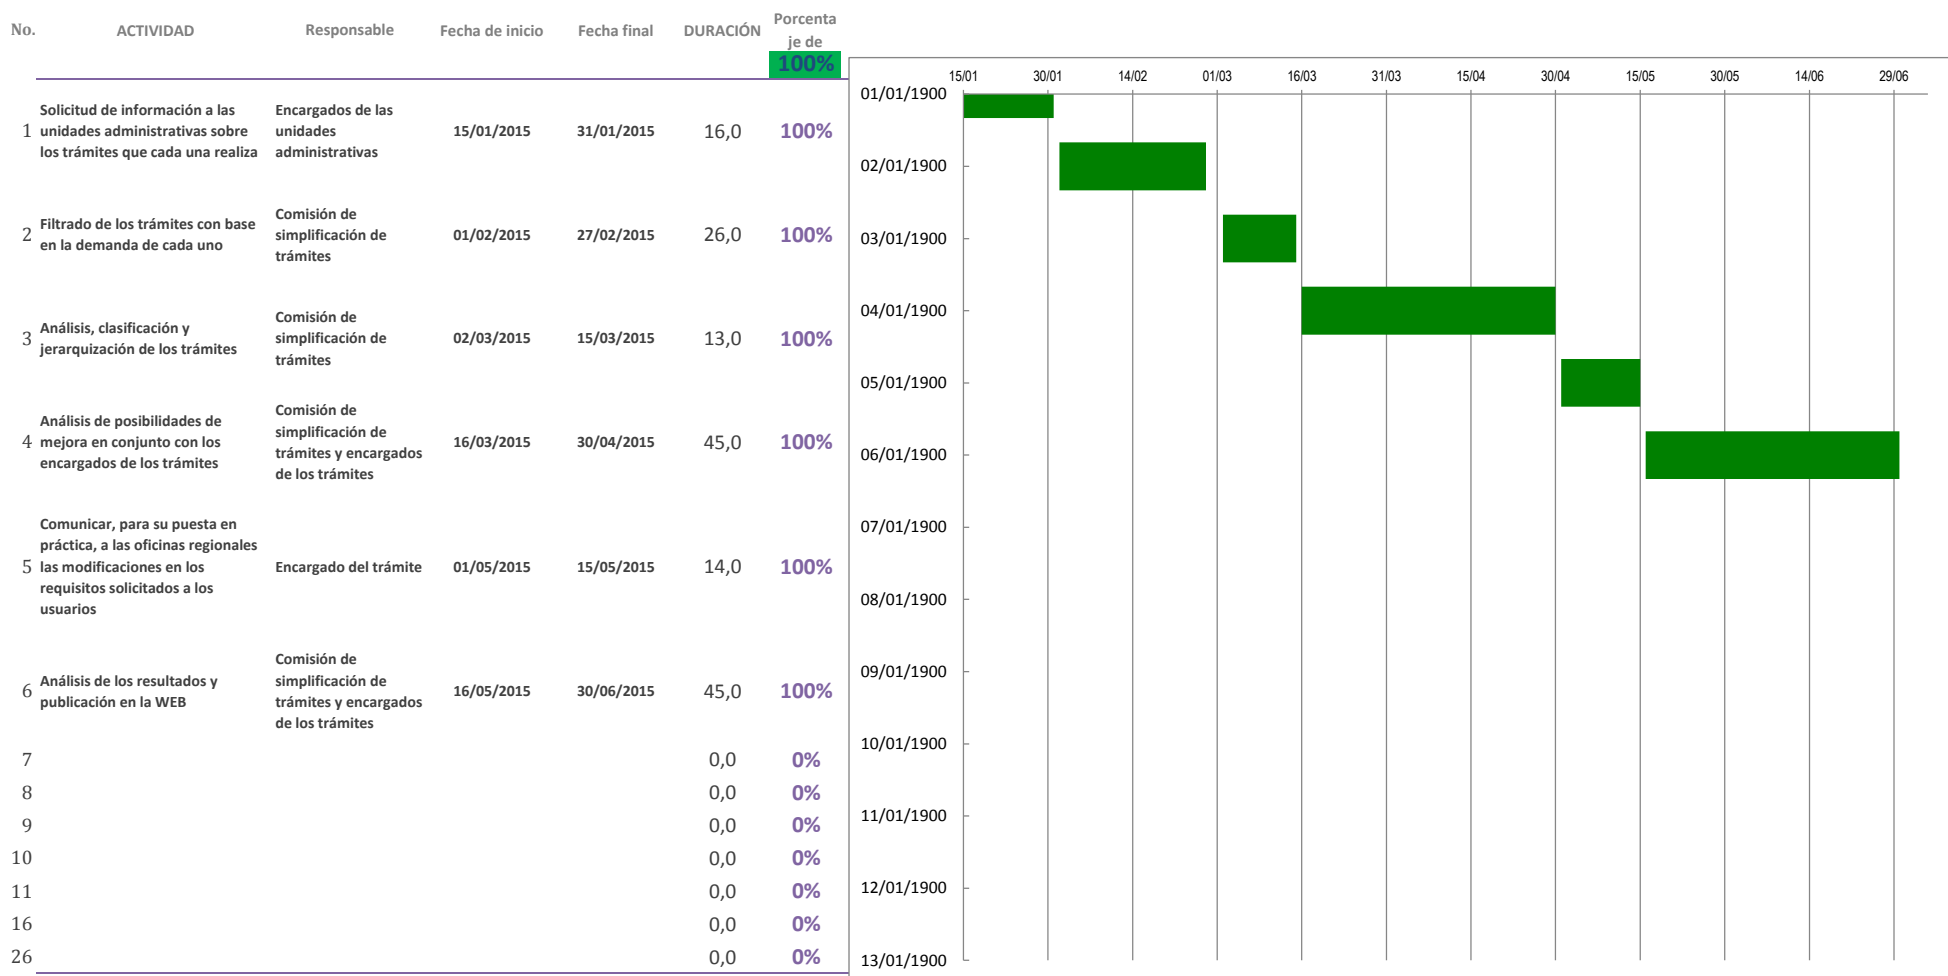 No.
ACTIVIDAD
Responsable
Fecha de inicio
Fecha final
DURACIÓN
Porcenta
je de
100%
1
Solicitud de información a las
unidades administrativas sobre
los trámites que cada una realiza
Encargados de las
unidades
administrativas
15/01/2015
31/01/2015
16,0
100%
2
Filtrado de los trámites con base
en la demanda de cada uno
Comisión de
simplificación de
trámites
01/02/2015
27/02/2015
26,0
100%
3
Análisis, clasificación y
jerarquización de los trámites
Comisión de
simplificación de
trámites
02/03/2015
15/03/2015
13,0
100%
4
Análisis de posibilidades de
mejora en conjunto con los
encargados de los trámites
Comisión de
simplificación de
trámites y encargados
de los trámites
16/03/2015
30/04/2015
45,0
100%
5
Comunicar, para su puesta en
práctica, a las oficinas regionales
las modificaciones en los
requisitos solicitados a los
usuarios
Encargado del trámite
01/05/2015
15/05/2015
14,0
100%
6
Análisis de los resultados y
publicación en la WEB
Comisión de
simplificación de
trámites y encargados
de los trámites
16/05/2015
30/06/2015
45,0
100%
7
0,0
0%
8
0,0
0%
9
0,0
0%
10
0,0
0%
11
0,0
0%
16
0,0
0%
26
0,0
0%
15/01
30/01
14/02
01/03
16/03
31/03
15/04
30/04
15/05
30/05
14/06
29/06
01/01/1900
02/01/1900
03/01/1900
04/01/1900
05/01/1900
06/01/1900
07/01/1900
08/01/1900
09/01/1900
10/01/1900
11/01/1900
12/01/1900
13/01/1900